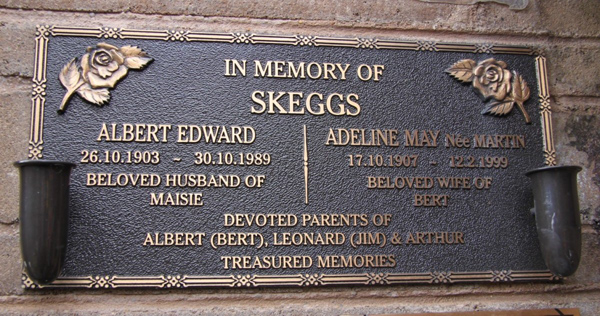 IN MEMORY OF
SKEGGS
ALBERT EDWARD
26.10.1903 ~ 30.10.1989
BELOVED HUSBAND OF
MAISIE
ADELINE MAY Nee MARTIN
17.10.1907 ~ 12.2.1999
BELOVED WIFE OF
BERT
DEVOTED PARENTS OF
ALBERT (BERT), LEONARD (JIM) & ARTHUR
TREASURED MEMORIES